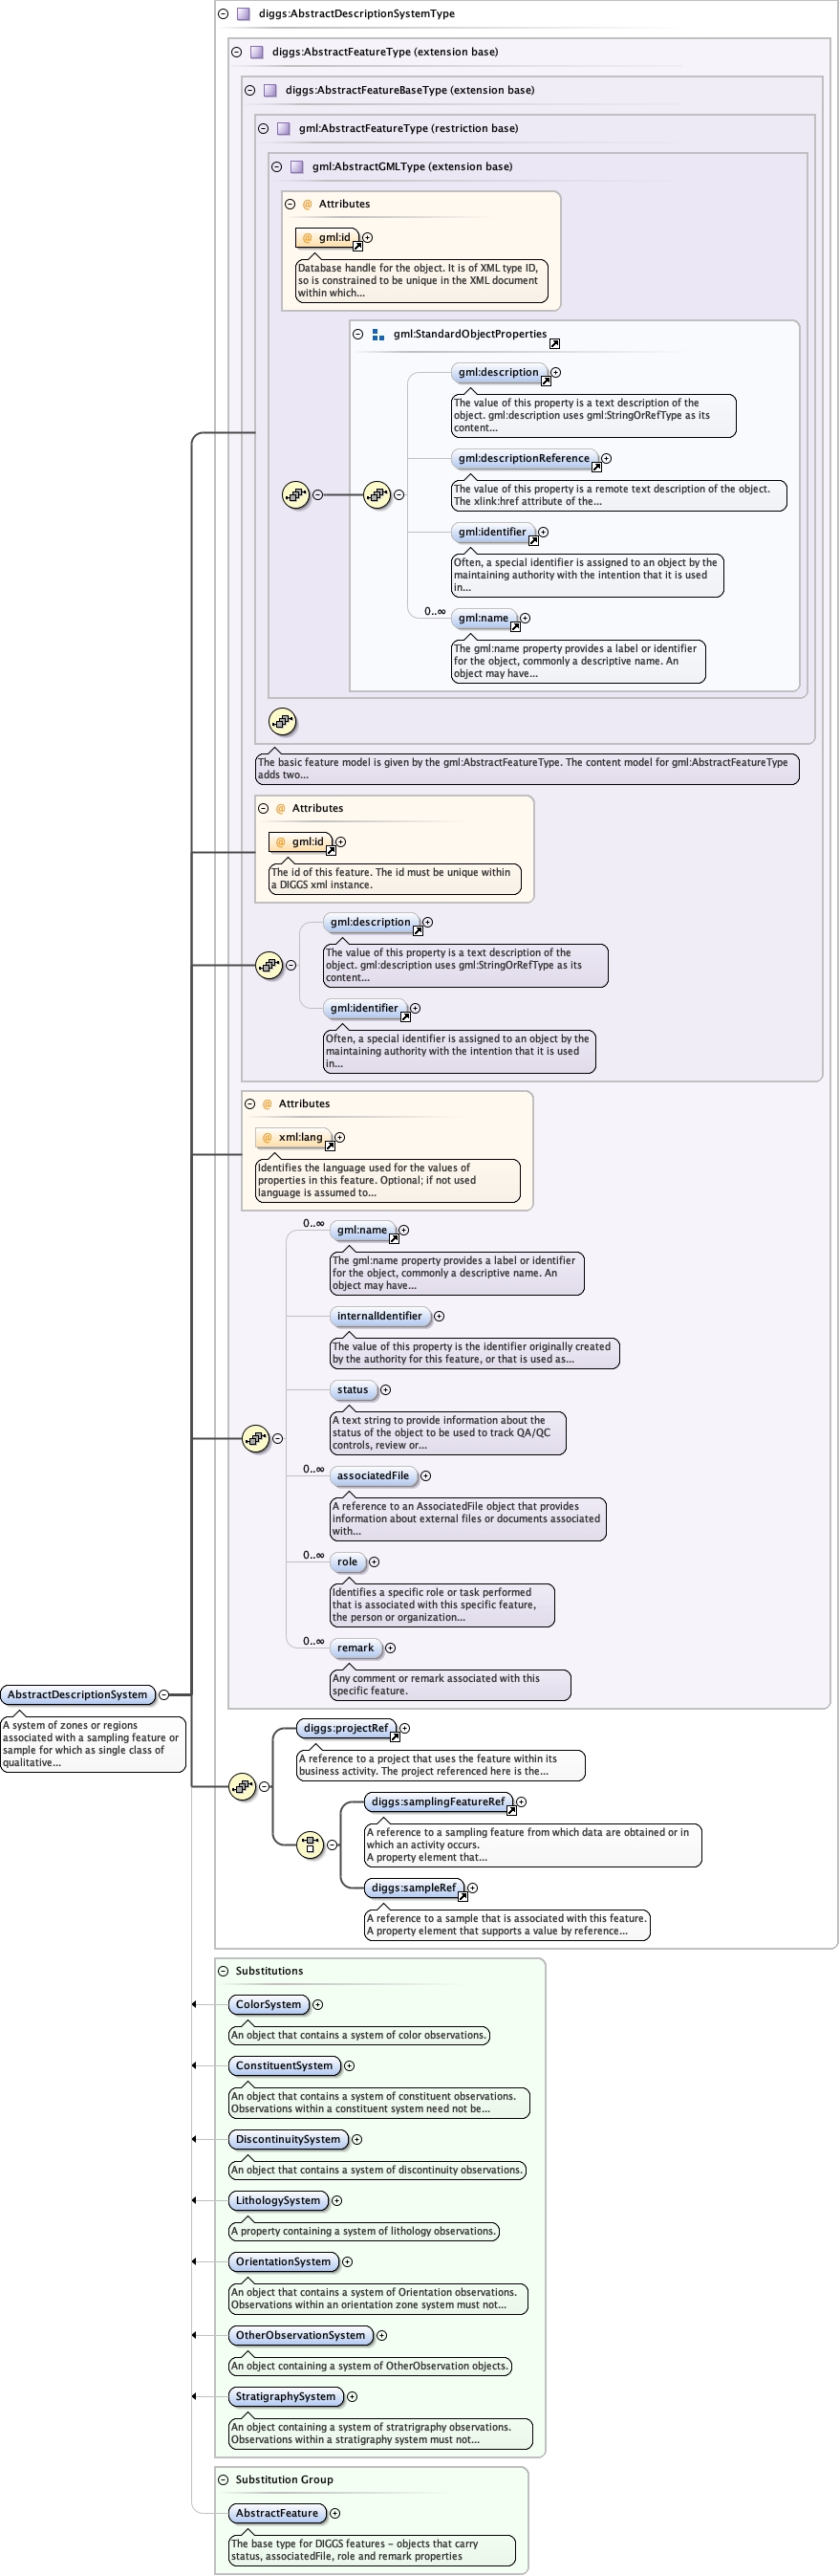 diggs:AbstractDescriptionSystemType
diggs:AbstractFeatureType (extension base)
diggs:AbstractFeatureBaseType (extension base)
gml:AbstractFeatureType (restriction base)
gml:AbstractGMLType (extension base)
@ Attributes
@ gml:id
Database handle for the object. It is of XML type ID,
so is constrained to be unique in the XML document
within which...
gml:StandardObjectProperties
gml:description
The value of this property is a text description of the
object. gml:description uses gml:StringOrRefType as its
content...
gml:descriptionReference
The value of this property is a remote text description of the object.
The xlink:href attribute of the...
gml:identifier
Often, a special identifier is assigned to an object by the
maintaining authority with the intention that it is used
in...
0..∞
gml:name
The gml:name property provides a label or identifier
for the object, commonly a descriptive name. An
object may have...
The basic feature model is given by the gml:AbstractFeatureType. The content model for gml:AbstractFeatureType
adds two...
@ Attributes
@ gml:id
The id of this feature. The id must be unique within
a DIGGS xml instance.
gml:description
The value of this property is a text description of the
object. gml:description uses gml:StringOrRefType as its
content...
gml:identifier
Often, a special identifier is assigned to an object by the
maintaining authority with the intention that it is used
in...
@ Attributes
@ xml:lang
Identifies the language used for the values of
properties in this feature. Optional; if not used
language is assumed to...
0..∞
gml:name
The gml:name property provides a label or identifier
for the object, commonly a descriptive name. An
object may have...
internalIdentifier
The value of this property is the identifier originally created
by the authority for this feature, or that is used as...
status
A text string to provide information about the
status of the object to be used to track QA/QC
controls, review or...
0..∞
associatedFile
A reference to an AssociatedFile object that provides
information about external files or documents associated
with...
0..∞
role
Identifies a specific role or task performed
that is associated with this specific feature,
the person or organization...
0..∞
remark
Any comment or remark associated with this
specific feature.
AbstractDescriptionSystem
A system of zones or regions
associated with a sampling feature or
sample for which as single class of
qualitative...
diggs:projectRef
A reference to a project that uses the feature within its
business activity. The project referenced here is the...
diggs:samplingFeatureRef
A reference to a sampling feature from which data are obtained or in
which an activity occurs.
A property element that...
diggs:sampleRef
A reference to a sample that is associated with this feature.
A property element that supports a value by reference...
Substitutions
ColorSystem
An object that contains a system of color observations.
ConstituentSystem
An object that contains a system of constituent observations.
Observations within a constituent system need not be...
DiscontinuitySystem
An object that contains a system of discontinuity observations.
LithologySystem
A property containing a system of lithology observations.
OrientationSystem
An object that contains a system of Orientation observations.
Observations within an orientation zone system must not...
OtherObservationSystem
An object containing a system of OtherObservation objects.
StratigraphySystem
An object containing a system of stratrigraphy observations.
Observations within a stratigraphy system must not...
Substitution Group
AbstractFeature
The base type for DIGGS features - objects that carry
status, associatedFile, role and remark properties